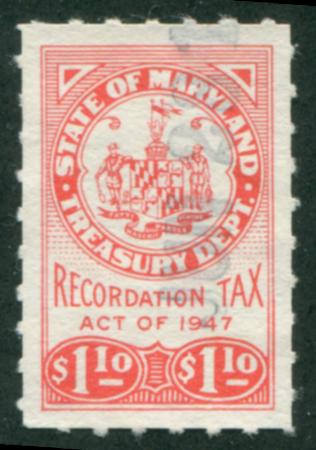 STATE OF MARYLAND
TREASURY DEPT.
RECORDATION TAX
ACT OF 1947
$1.10 $1.10